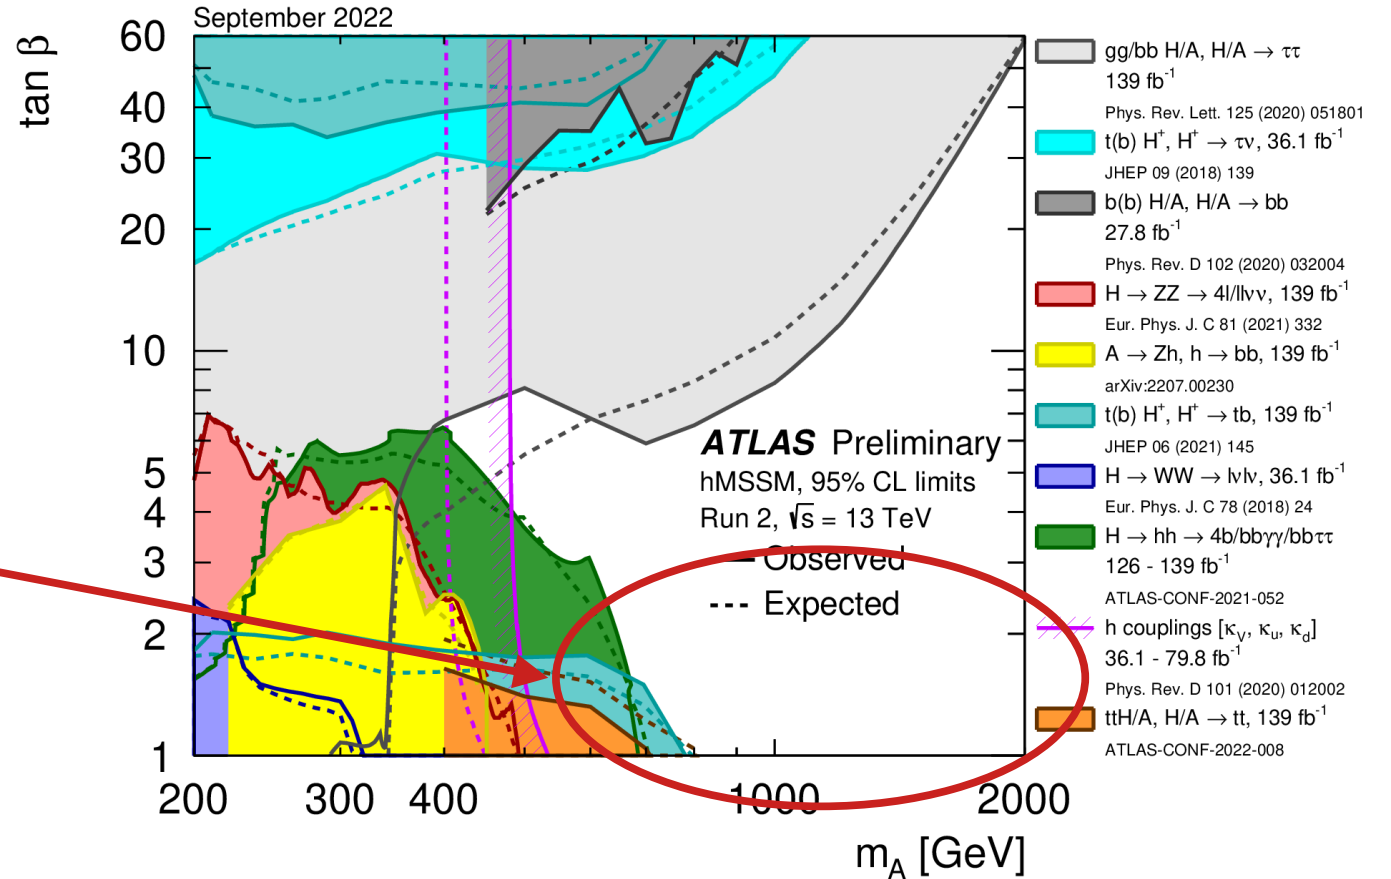 September 2022
tan β
60
40
30
20
10
5
4
3
2
1
200
300
400
1000
2000
m_A [GeV]
ATLAS Preliminary
hMSSM, 95% CL limits
Run 2, √s = 13 TeV
Observed
Expected
gg/bb H/A, H/A → ττ
139 fb⁻¹
Phys. Rev. Lett. 125 (2020) 051801
t(b) H⁺, H⁺ → τν, 36.1 fb⁻¹
JHEP 09 (2018) 139
b(b) H/A, H/A → bb
27.8 fb⁻¹
Phys. Rev. D 102 (2020) 032004
H → ZZ → 4l/llνν, 139 fb⁻¹
Eur. Phys. J. C 81 (2021) 332
A → Zh, h → bb, 139 fb⁻¹
arXiv:2207.00230
t(b) H⁺, H⁺ → tb, 139 fb⁻¹
JHEP 06 (2021) 145
H → WW → lνlν, 36.1 fb⁻¹
Eur. Phys. J. C 78 (2018) 24
H → hh → 4b/bbγγ/bbττ
126 - 139 fb⁻¹
ATLAS-CONF-2021-052
h couplings [κ_V, κ_u, κ_d]
36.1 - 79.8 fb⁻¹
Phys. Rev. D 101 (2020) 012002
ttH/A, H/A → tt, 139 fb⁻¹
ATLAS-CONF-2022-008